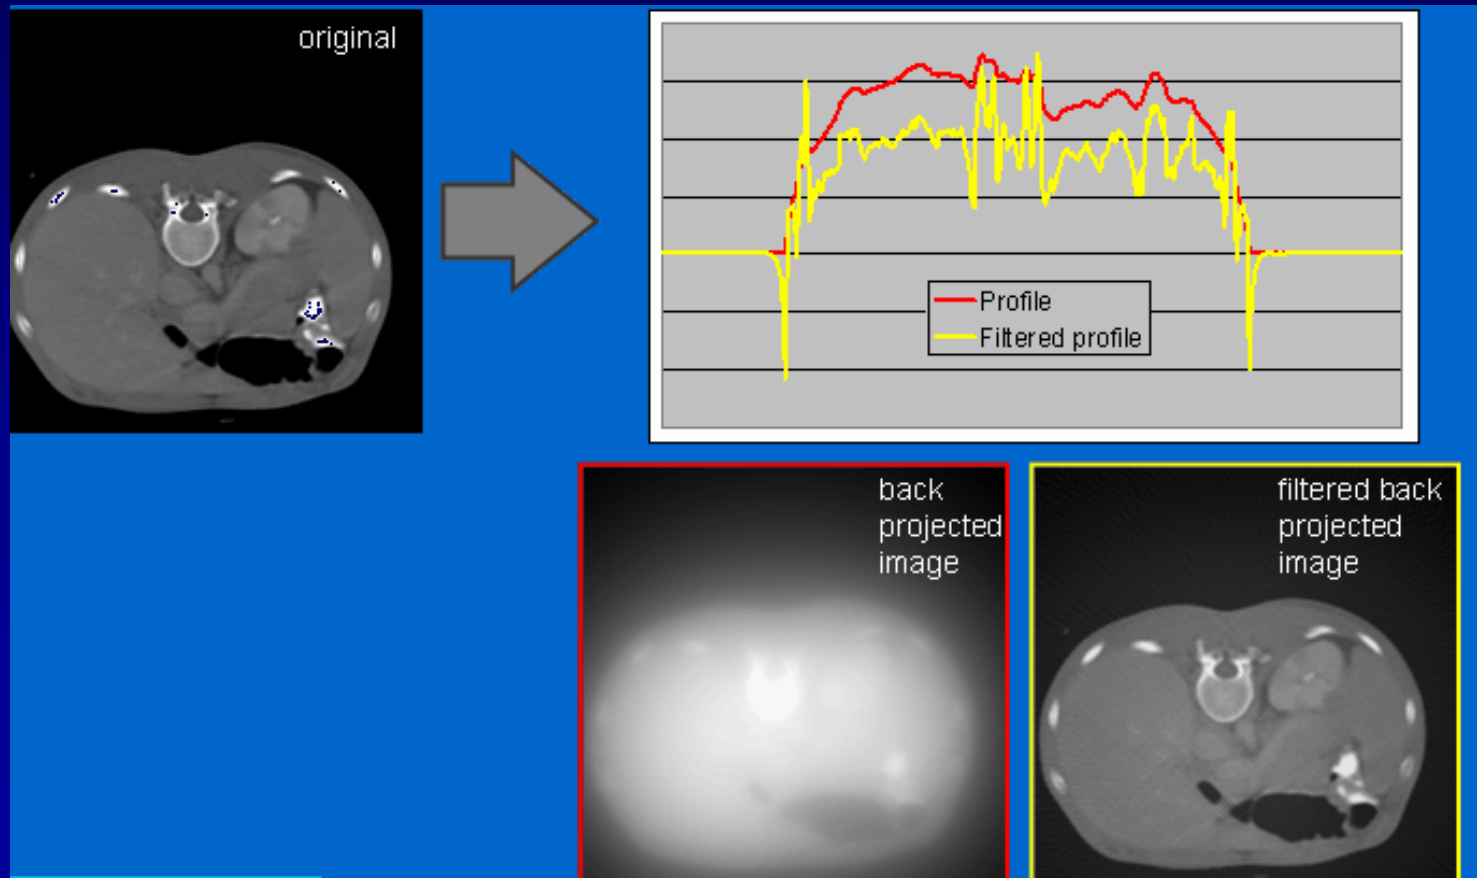 original
Profile
Filtered profile
back
projected
image
filtered back
projected
image